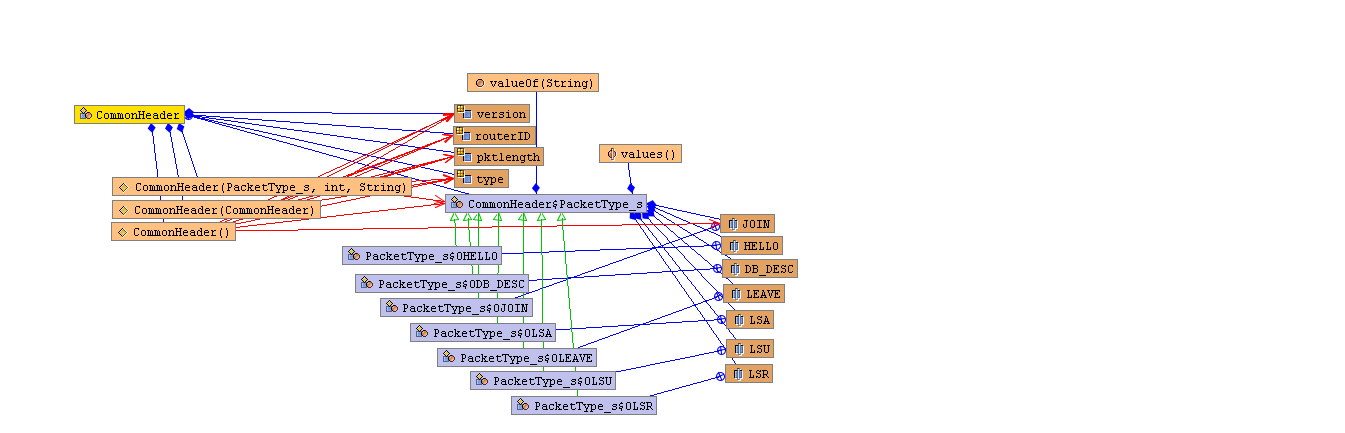 valueOf(String)
CommonHeader
version
routerID
pktlength
values()
type
CommonHeader(PacketType_s, int, String)
CommonHeader$PacketType_s
CommonHeader(CommonHeader)
JOIN
CommonHeader()
HELLO
PacketType_s$0HELLO
DB_DESC
PacketType_s$0DB_DESC
LEAVE
PacketType_s$0JOIN
LSA
PacketType_s$0LSA
LSU
PacketType_s$0LEAVE
LSR
PacketType_s$0LSU
PacketType_s$0LSR